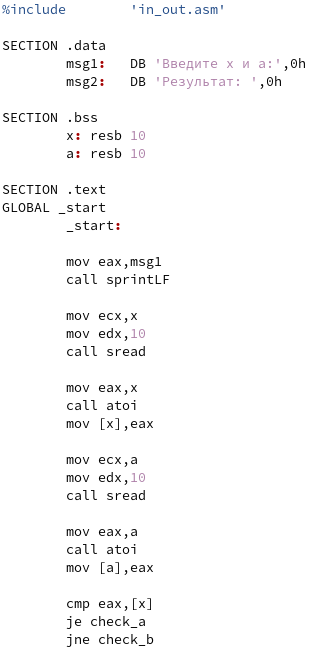 %include        'in_out.asm'
SECTION .data
        msg1:   DB 'Введите x и a:',0h
        msg2:   DB 'Результат: ',0h
SECTION .bss
        x: resb 10
        a: resb 10
SECTION .text
GLOBAL _start
        _start:
        mov eax,msg1
        call sprintLF
        mov ecx,x
        mov edx,10
        call sread
        mov eax,x
        call atoi
        mov [x],eax
        mov ecx,a
        mov edx,10
        call sread
        mov eax,a
        call atoi
        mov [a],eax
        cmp eax,[x]
        je check_a
        jne check_b